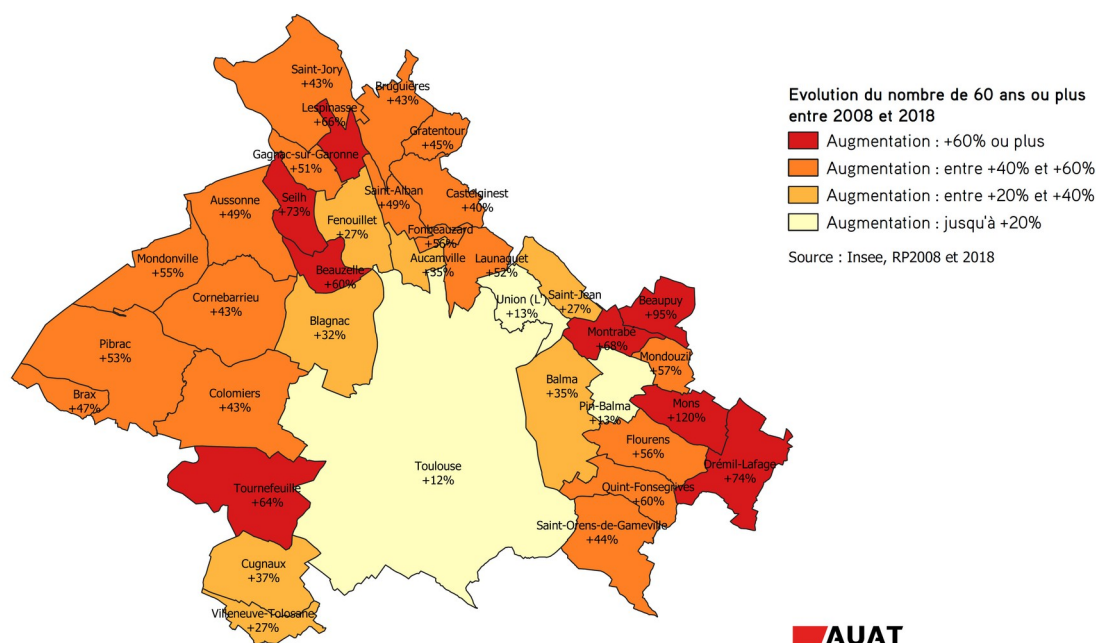 Saint-Jory
+43%
Bruguières
+43%
Lespinasse
+66%
Gratentour
+45%
Gagnac-sur-Garonne
+51%
Saint-Alban
+49%
Castelginest
+40%
Seilh
+73%
Aussonne
+49%
Fenouillet
+27%
Fonbeauzard
+56%
Aucamville
+35%
Launaguet
+52%
Mondonville
+55%
Beauzelle
+60%
Cornebarrieu
+43%
Union (L')
+13%
Saint-Jean
+27%
Beaupuy
+95%
Blagnac
+32%
Montrabé
+68%
Pibrac
+53%
Mondouzil
+57%
Brax
+47%
Colomiers
+43%
Balma
+35%
Pin-Balma
+13%
Mons
+120%
Flourens
+56%
Drémil-Lafage
+74%
Toulouse
+12%
Tournefeuille
+64%
Quint-Fonsegrives
+60%
Saint-Orens-de-Gameville
+44%
Cugnaux
+37%
Villeneuve-Tolosane
+27%
Evolution du nombre de 60 ans ou plus
entre 2008 et 2018
Augmentation : +60% ou plus
Augmentation : entre +40% et +60%
Augmentation : entre +20% et +40%
Augmentation : jusqu'à +20%
Source : Insee, RP2008 et 2018
AUAT